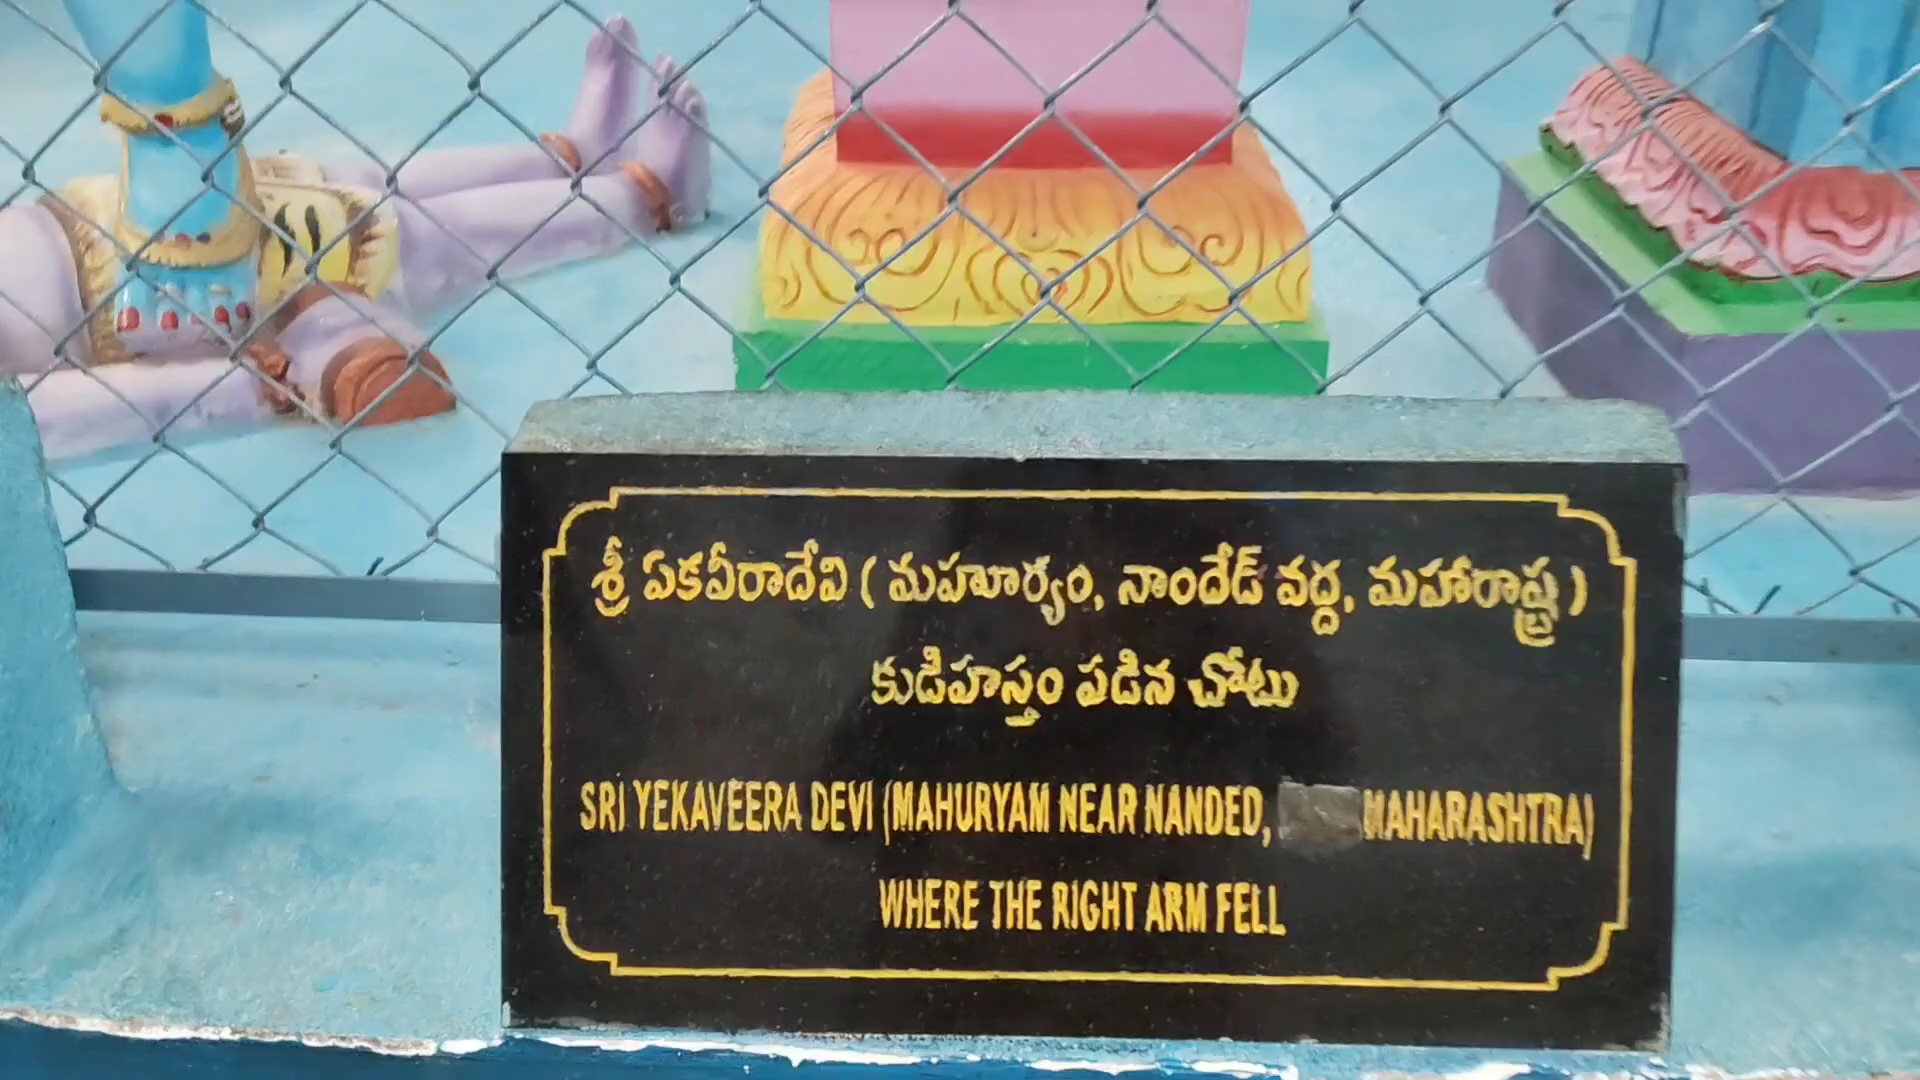 శ్రీ ఏకవీరాదేవి ( మహూర్యం, నాందేడ్ వద్ద, మహారాష్ట్ర )
కుడిహస్తం పడిన చోటు
SRI YEKAVEERA DEVI (MAHURYAM NEAR NANDED, MAHARASHTRA)
WHERE THE RIGHT ARM FELL